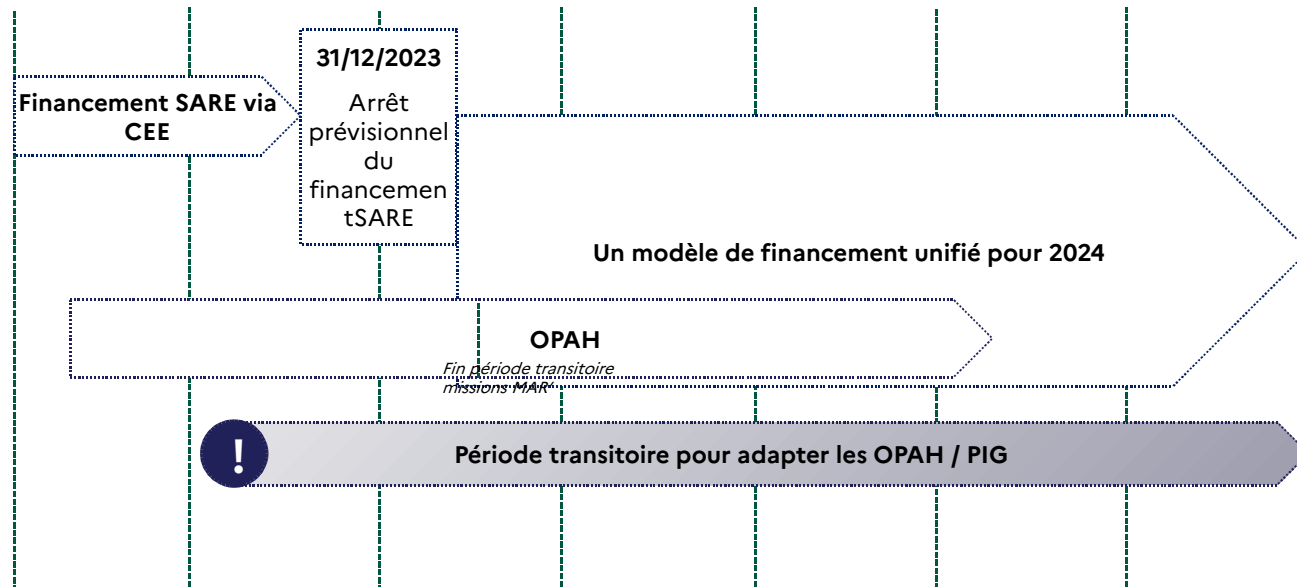 31/12/2023
Arrêt
prévisionnel
du
financemen
tSARE
Financement SARE via
CEE
Un modèle de financement unifié pour 2024
OPAH
Fin période transitoire
missions MAR'
!
Période transitoire pour adapter les OPAH / PIG